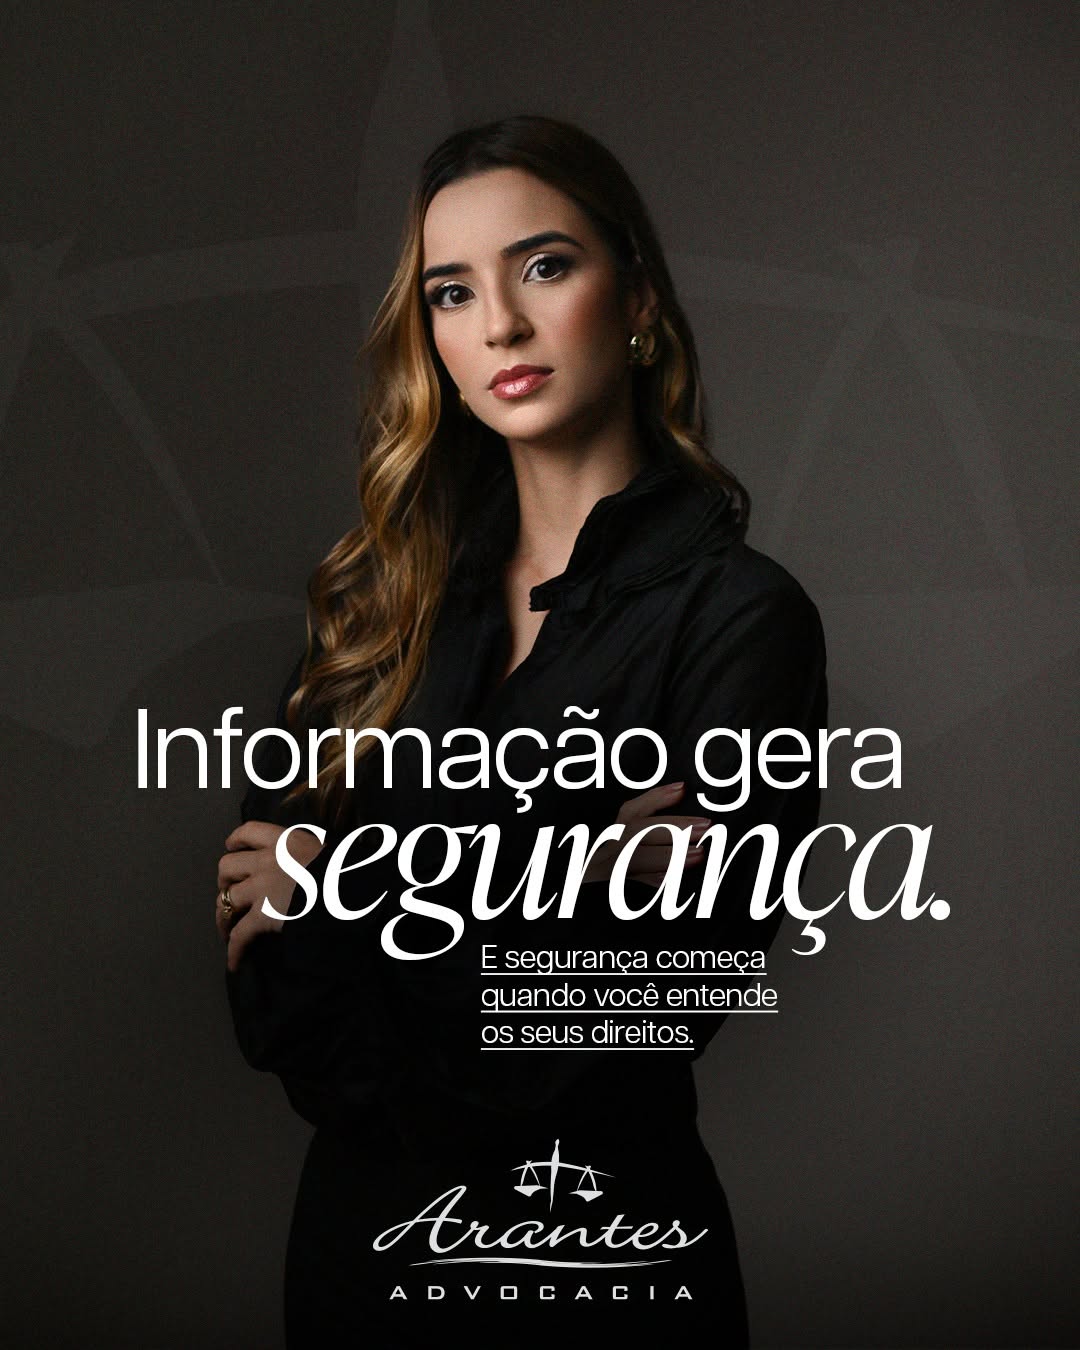 Informação gera
segurança.
E segurança começa
quando você entende
os seus direitos.
Arantes
ADVOCACIA